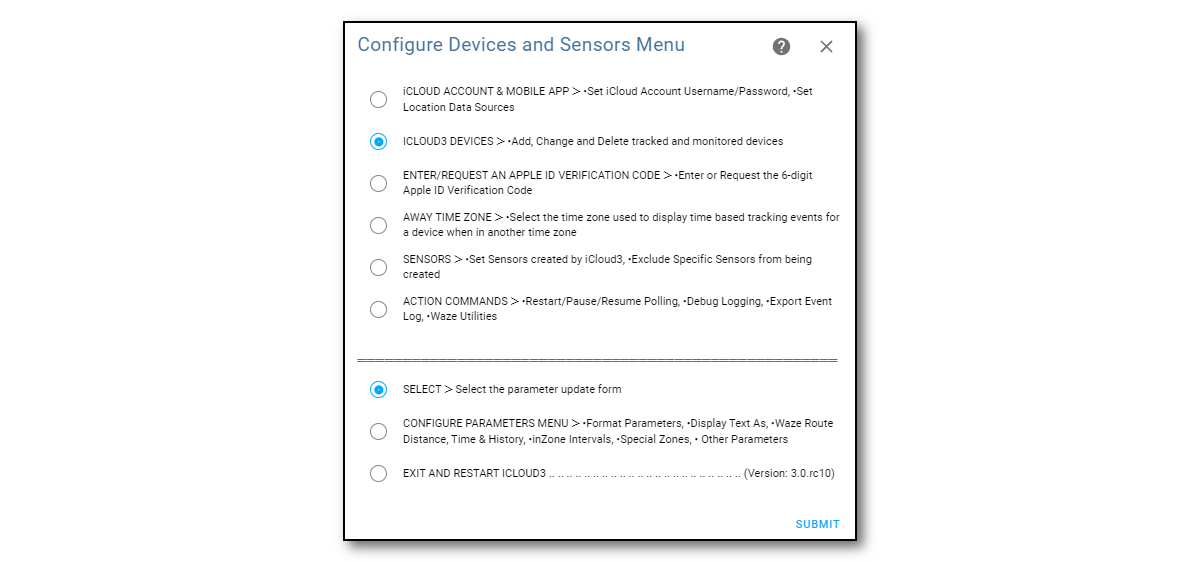 Configure Devices and Sensors Menu
iCLOUD ACCOUNT & MOBILE APP > •Set iCloud Account Username/Password, •Set
Location Data Sources
ICLOUD3 DEVICES > •Add, Change and Delete tracked and monitored devices
ENTER/REQUEST AN APPLE ID VERIFICATION CODE > •Enter or Request the 6-digit
Apple ID Verification Code
AWAY TIME ZONE > •Select the time zone used to display time based tracking events for
a device when in another time zone
SENSORS > •Set Sensors created by iCloud3, •Exclude Specific Sensors from being
created
ACTION COMMANDS > •Restart/Pause/Resume Polling, •Debug Logging, •Export Event
Log, •Waze Utilities
SELECT > Select the parameter update form
CONFIGURE PARAMETERS MENU > •Format Parameters, •Display Text As, •Waze Route
Distance, Time & History, •inZone Intervals, •Special Zones, • Other Parameters
EXIT AND RESTART ICLOUD3 .. .. .. .. .. .. .. .. .. .. .. .. .. .. .. .. .. .. .. .. .. .. (Version: 3.0.rc10)
SUBMIT